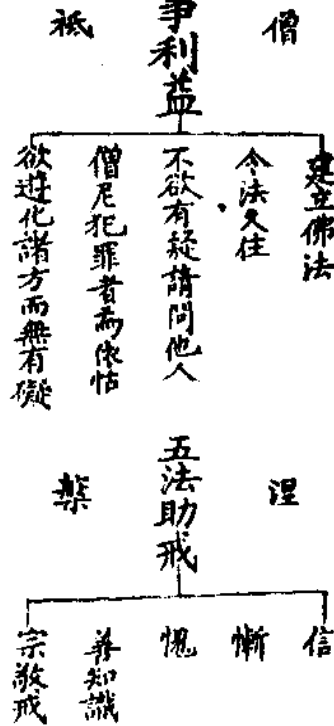 僧祇
事利益
建立佛法
令法久住
不欲有疑請問他人
僧尼犯罪者為依怙
欲遊化諸方而無有礙
涅槃
五法助戒
信
慚
愧
善知識
宗敬戒